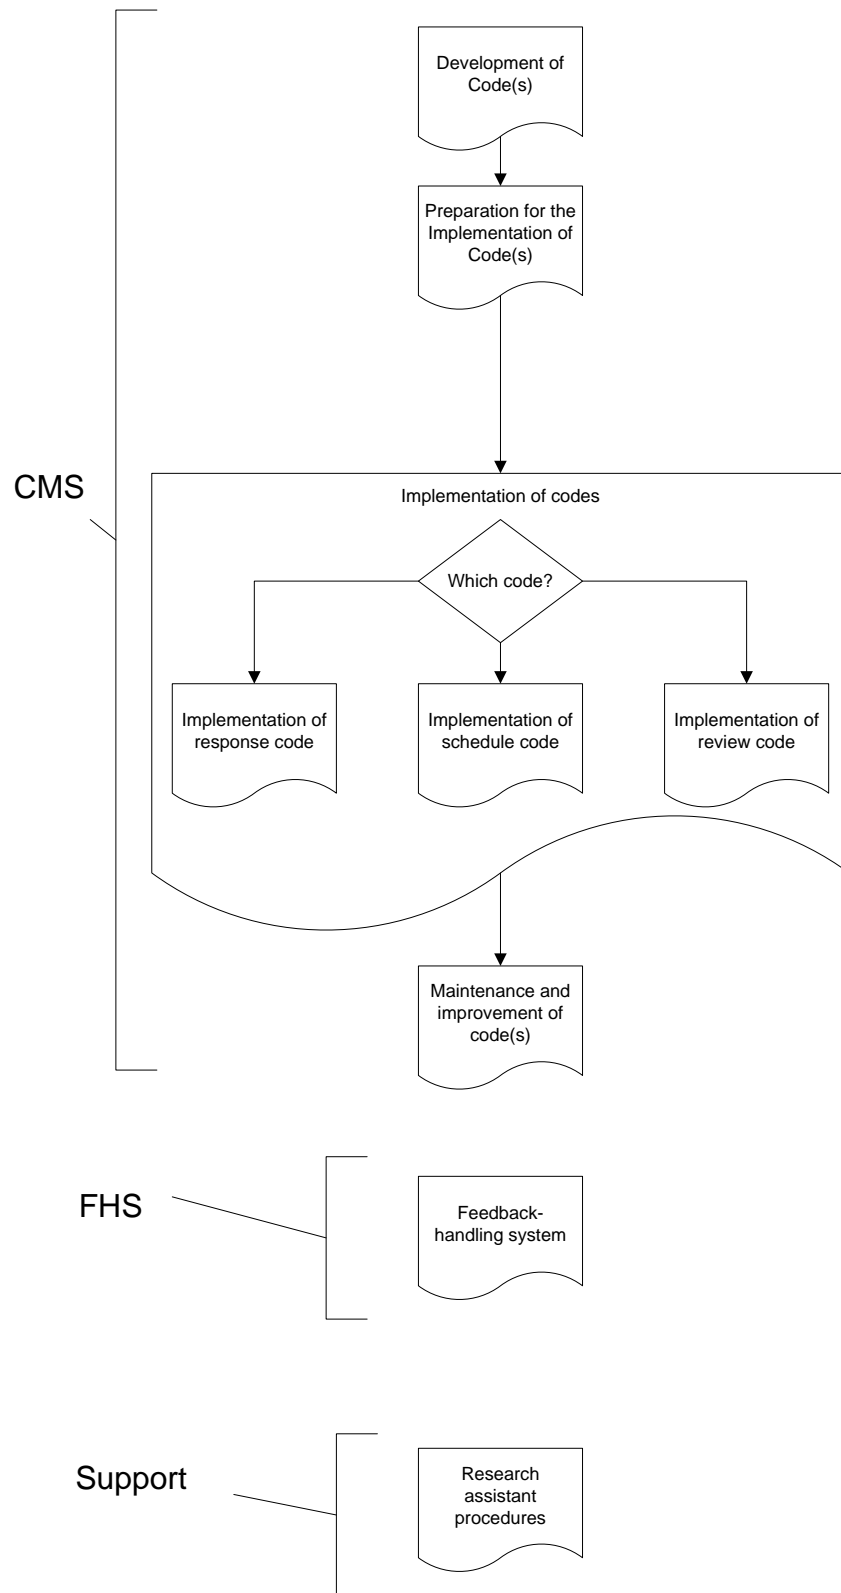 Development of
Code(s)
Preparation for the
Implementation of
Code(s)
CMS
Implementation of codes
Which code?
Implementation of
response code
Implementation of
schedule code
Implementation of
review code
Maintenance and
improvement of
code(s)
FHS
Feedback-
handling system
Support
Research
assistant
procedures